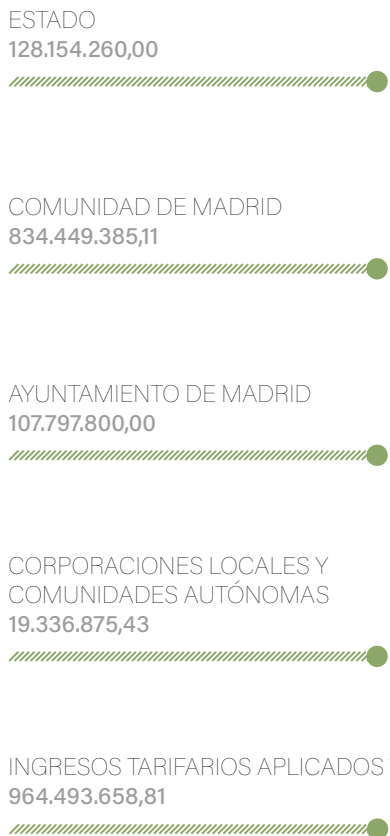 ESTADO
128.154.260,00
COMUNIDAD DE MADRID
834.449.385,11
AYUNTAMIENTO DE MADRID
107.797.800,00
CORPORACIONES LOCALES Y
COMUNIDADES AUTÓNOMAS
19.336.875,43
INGRESOS TARIFARIOS APLICADOS
964.493.658,81